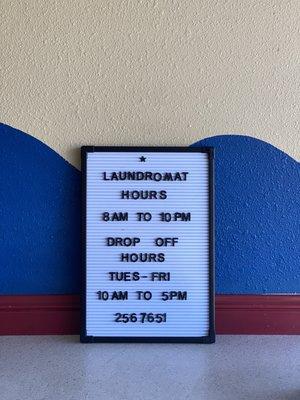 LAUNDROMAT
HOURS
8AM TO 10PM
DROP OFF
HOURS
TUES-FRI
10AM TO 5PM
2567651